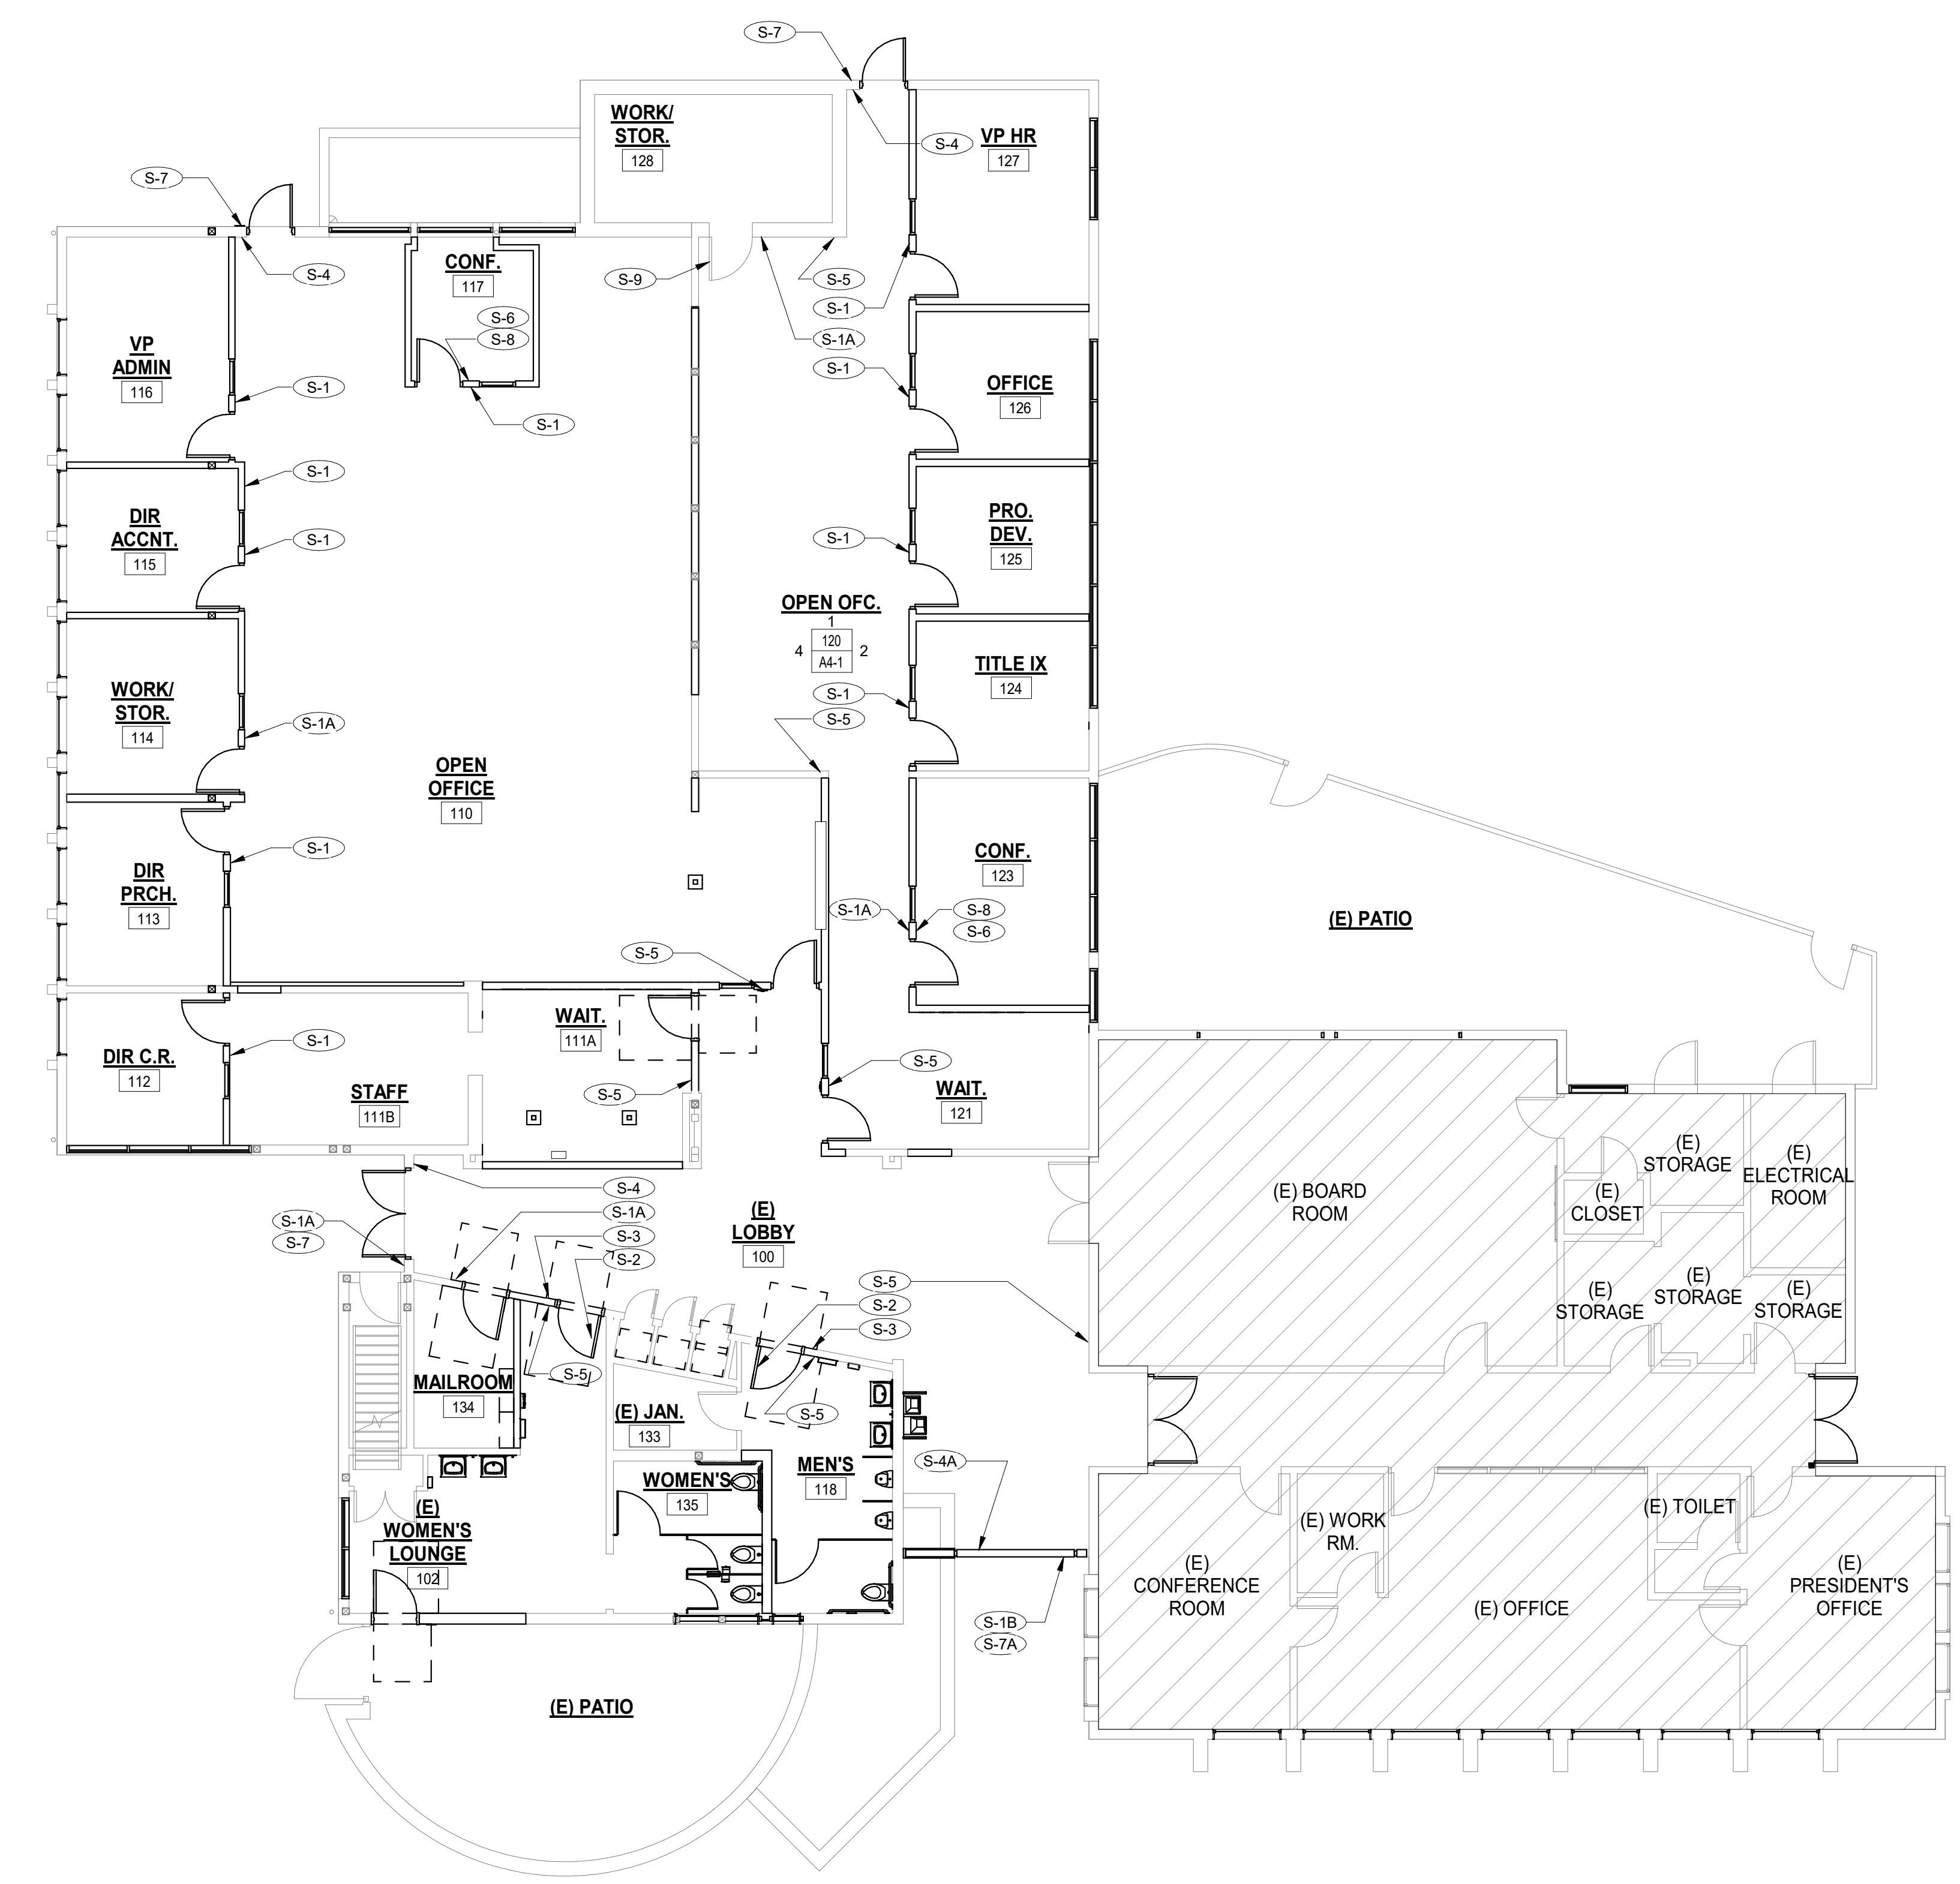 S-7
WORK/
STOR.
128
S-4
VP HR
127
S-7
S-4
CONF.
117
S-6
S-8
S-9
S-5
S-1
S-1A
VP
ADMIN
116
S-1
S-1
S-1
OFFICE
126
S-1
DIR
ACCNT.
115
S-1
S-1
PRO.
DEV.
125
OPEN OFC.
1
120
4
2
A4-1
WORK/
STOR.
114
S-1A
S-1
S-5
TITLE IX
124
OPEN
OFFICE
110
DIR
PRCH.
113
S-1
CONF.
123
S-1A
S-8
S-6
(E) PATIO
S-5
WAIT.
111A
DIR C.R.
112
S-1
STAFF
111B
S-5
S-5
WAIT.
121
(E)
STORAGE
(E)
ELECTRICAL
ROOM
(E) BOARD
ROOM
(E)
CLOSET
S-4
S-1A
S-3
S-2
S-1A
S-7
(E)
LOBBY
100
S-5
S-2
S-3
(E)
STORAGE
(E)
STORAGE
(E)
STORAGE
MAILROOM
134
S-5
(E) JAN.
133
S-5
WOMEN'S
135
MEN'S
118
S-4A
(E)
WOMEN'S
LOUNGE
102
(E) WORK
RM.
(E) TOILET
(E)
CONFERENCE
ROOM
(E) OFFICE
(E)
PRESIDENT'S
OFFICE
S-1B
S-7A
(E) PATIO